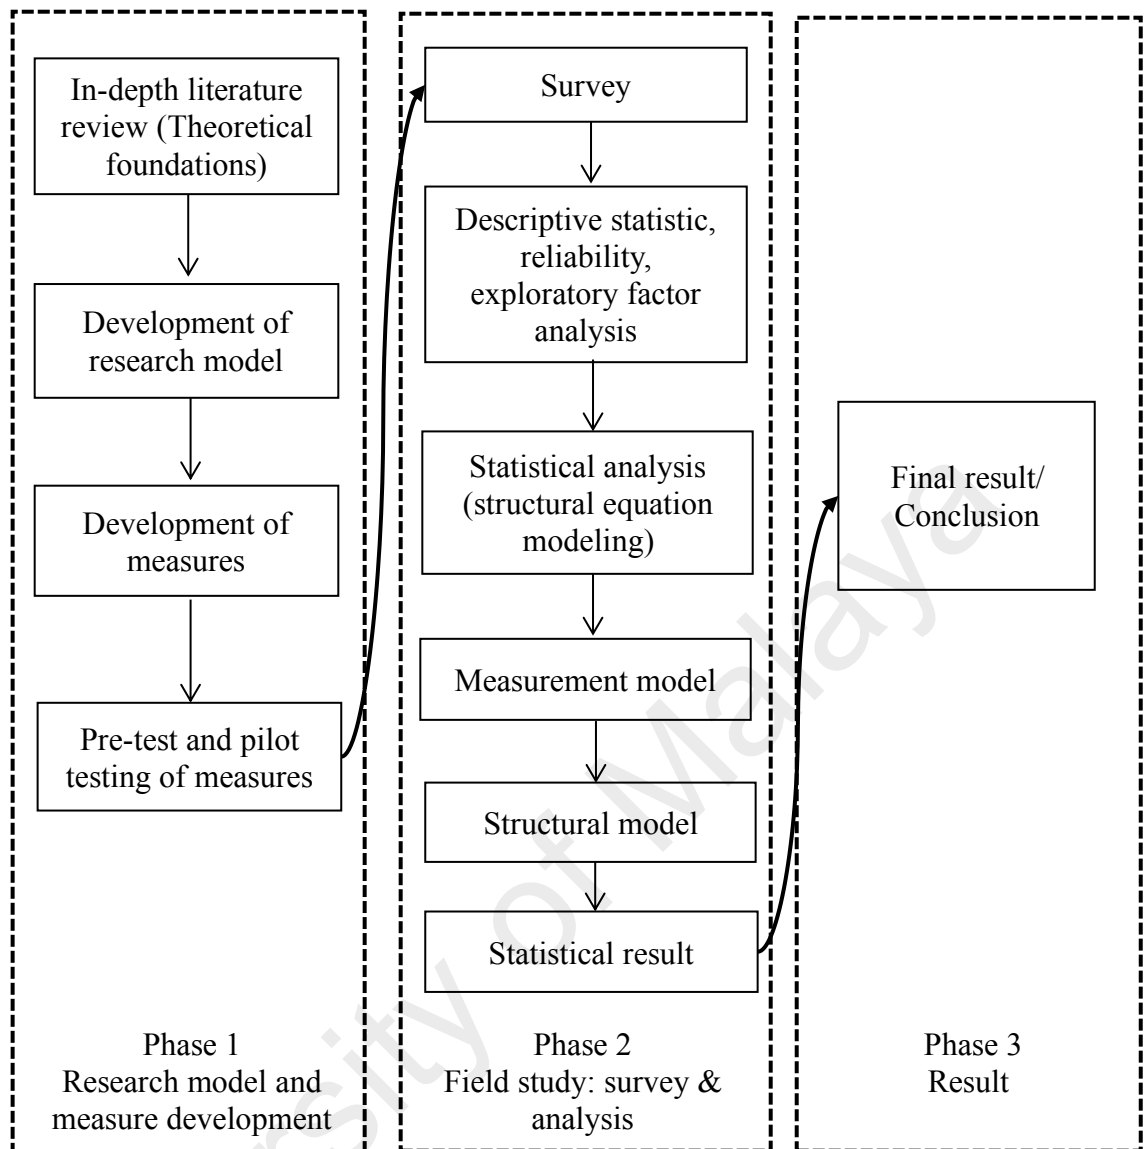 In-depth literature
review (Theoretical
foundations)
Development of
research model
Development of
measures
Pre-test and pilot
testing of measures
Phase 1
Research model and
measure development
Survey
Descriptive statistic,
reliability,
exploratory factor
analysis
Statistical analysis
(structural equation
modeling)
Measurement model
Structural model
Statistical result
Phase 2
Field study: survey &
analysis
Final result/
Conclusion
Phase 3
Result
rsity of Malaya